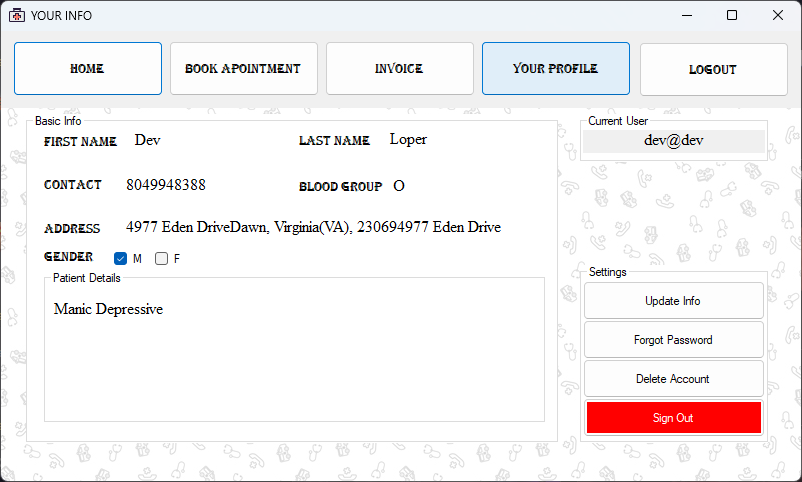 YOUR INFO
HOME
BOOK APOINTMENT
INVOICE
YOUR PROFILE
LOGOUT
Basic Info
FIRST NAME Dev
LAST NAME Loper
CONTACT 8049948388
BLOOD GROUP O
ADDRESS 4977 Eden DriveDawn, Virginia(VA), 230694977 Eden Drive
GENDER M F
Patient Details
Manic Depressive
Current User
dev@dev
Settings
Update Info
Forgot Password
Delete Account
Sign Out